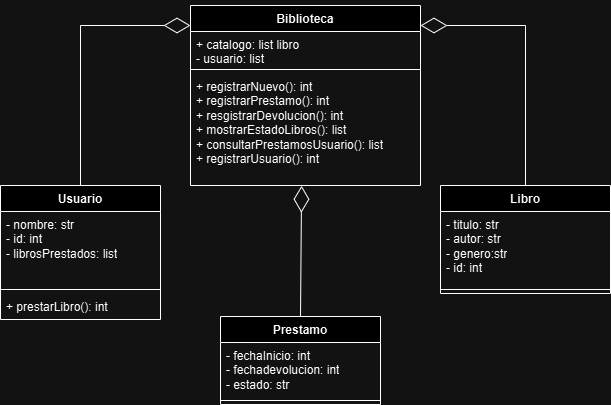 Biblioteca
+ catalogo: list libro
- usuario: list
+ registrarNuevo(): int
+ registrarPrestamo(): int
+ resgistrarDevolucion(): int
+ mostrarEstadoLibros(): list
+ consultarPrestamosUsuario(): list
+ registrarUsuario(): int
Usuario
- nombre: str
- id: int
- librosPrestados: list
+ prestarLibro(): int
Libro
- titulo: str
- autor: str
- genero:str
- id: int
Prestamo
- fechaInicio: int
- fechadevolucion: int
- estado: str